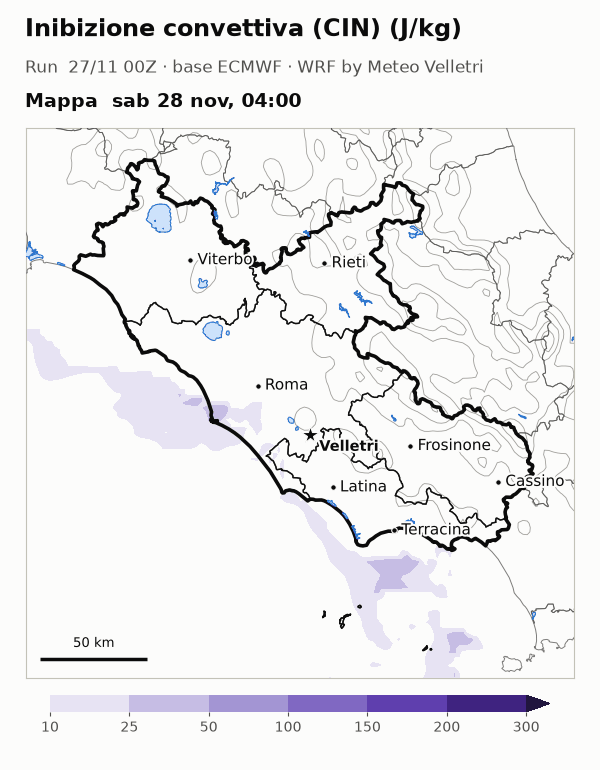 Inibizione convettiva (CIN) (J/kg)
Run  27/11 00Z · base ECMWF · WRF by Meteo Velletri
Mappa  sab 28 nov, 04:00
Viterbo
Rieti
Roma
Velletri
Frosinone
Cassino
Latina
Terracina
50 km
10 25 50 100 150 200 300